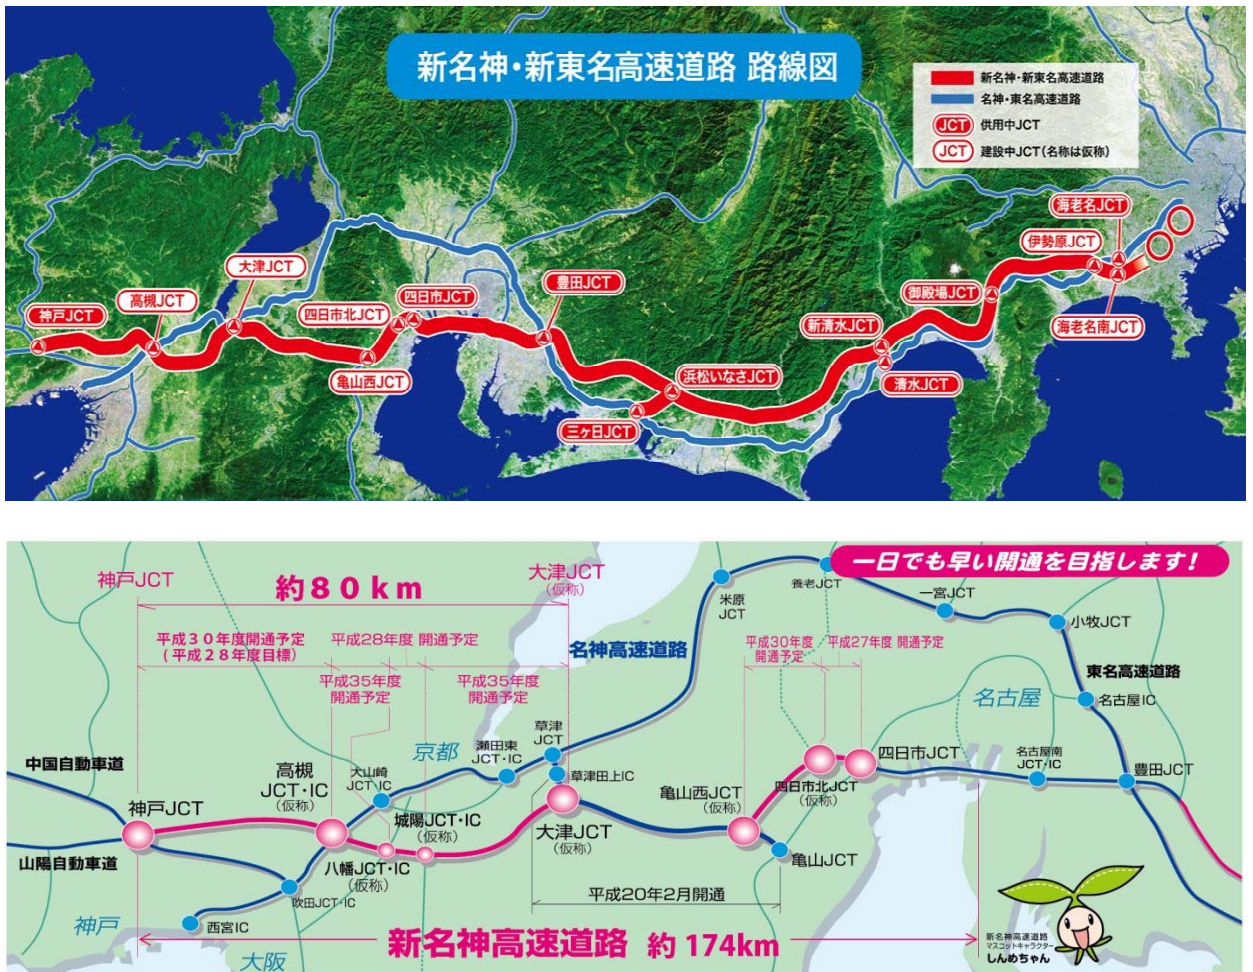 新名神・新東名高速道路 路線図
新名神・新東名高速道路
名神・東名高速道路
JCT 供用中JCT
JCT 建設中JCT(名称は仮称)
海老名JCT
伊勢原JCT
大津JCT
高槻JCT
四日市JCT
豊田JCT
御殿場JCT
神戸JCT
四日市北JCT
新清水JCT
海老名南JCT
亀山西JCT
浜松いなさJCT
清水JCT
三ヶ日JCT
一日でも早い開通を目指します!
神戸JCT
約80km
大津JCT
(仮称)
養老JCT
米原
JCT
一宮JCT
小牧JCT
平成30年度開通予定
(平成28年度目標)
平成28年度 開通予定
名神高速道路
平成30年度
開通予定
平成27年度 開通予定
平成35年度
開通予定
平成35年度
開通予定
東名高速道路
名古屋
名古屋IC
京都
瀬田東
JCT・IC
草津
JCT
草津田上IC
中国自動車道
高槻
JCT・IC
(仮称)
大山崎
JCT・IC
四日市JCT
名古屋南
JCT・IC
豊田JCT
神戸JCT
城陽JCT・IC
(仮称)
亀山西JCT
(仮称)
四日市北JCT
(仮称)
大津JCT
(仮称)
山陽自動車道
八幡JCT・IC
(仮称)
亀山JCT
吹田JCT・IC
平成20年2月開通
神戸
西宮IC
新名神高速道路 約174km
大阪
新名神高速道路
マスコットキャラクター
しんめちゃん